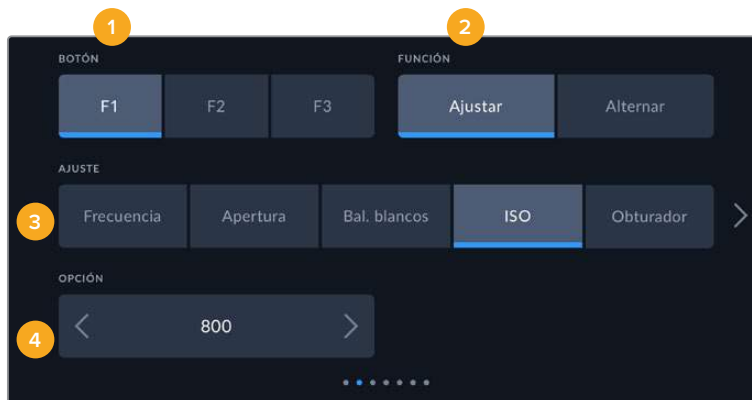 1 2
BOTÓN FUNCIÓN
F1 F2 F3 Ajustar Alternar
AJUSTE
3 Frecuencia Apertura Bal. blancos ISO Obturador
OPCIÓN
4 800